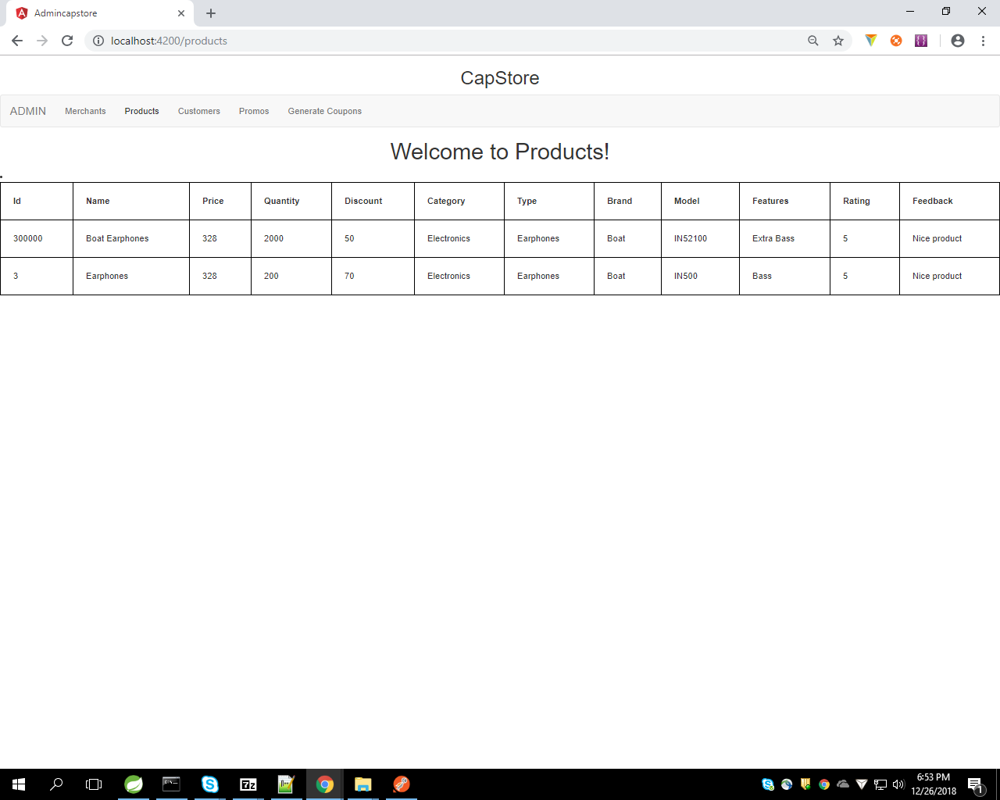 Admincapstore
localhost:4200/products
CapStore
ADMIN Merchants Products Customers Promos Generate Coupons
Welcome to Products!
Id Name Price Quantity Discount Category Type Brand Model Features Rating Feedback
300000 Boat Earphones 328 2000 50 Electronics Earphones Boat IN52100 Extra Bass 5 Nice product
3 Earphones 328 200 70 Electronics Earphones Boat IN500 Bass 5 Nice product
7z
6:53 PM
12/26/2018
1